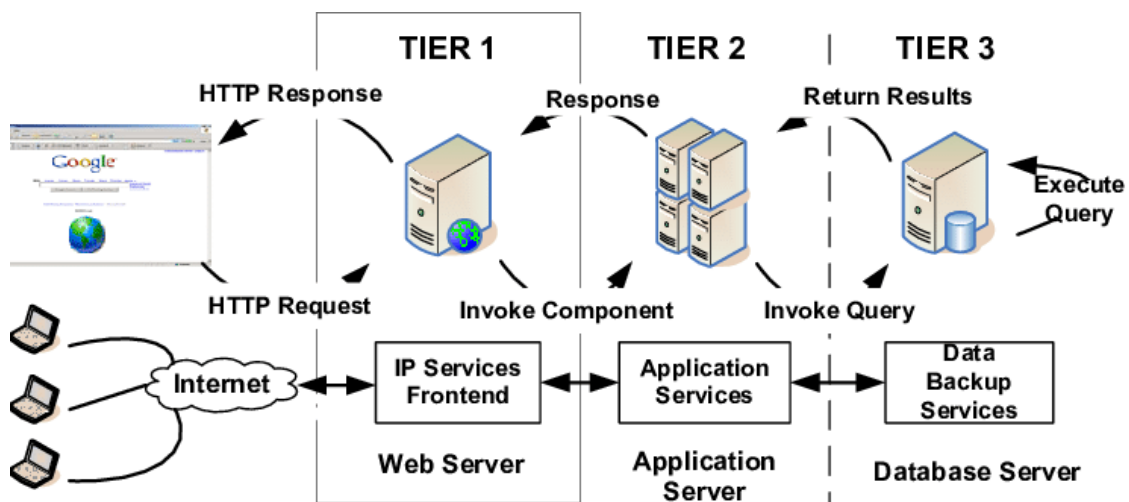 TIER 1
TIER 2
TIER 3
HTTP Response
Response
Return Results
Google
Execute
Query
HTTP Request
Invoke Component
Invoke Query
Internet
IP Services
Frontend
Application
Services
Data
Backup
Services
Web Server
Application
Server
Database Server